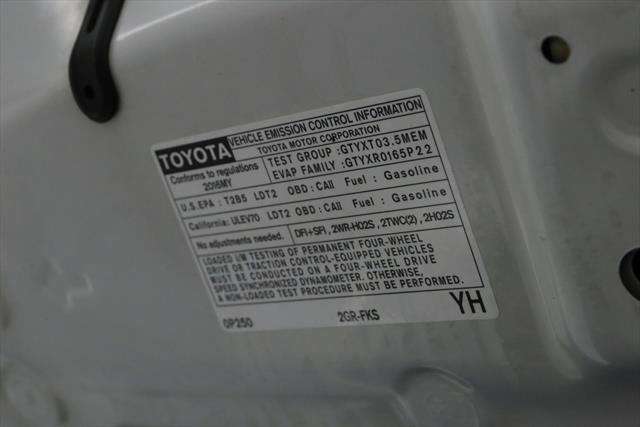 TOYOTA VEHICLE EMISSION CONTROL INFORMATION
TOYOTA MOTOR CORPORATION
Conforms to regulations
2016MY
TEST GROUP : GTYXT03.5MEM
EVAP FAMILY : GTYXR0165P22
U.S.EPA : T2B5 LDT2 OBD : CAII Fuel : Gasoline
California: ULEV70 LDT2 OBD : CAII Fuel : Gasoline
No adjustments needed. DFI+SFI, 2WR-HO2S, 2TWC(2), 2HO2S
LOADED I/M TESTING OF PERMANENT FOUR-WHEEL
DRIVE OR TRACTION CONTROL-EQUIPPED VEHICLES
MUST BE CONDUCTED ON A FOUR-WHEEL DRIVE
SPEED SYNCHRONIZED DYNAMOMETER. OTHERWISE,
A NON-LOADED TEST PROCEDURE MUST BE PERFORMED.
0P250 2GR-FKS YH